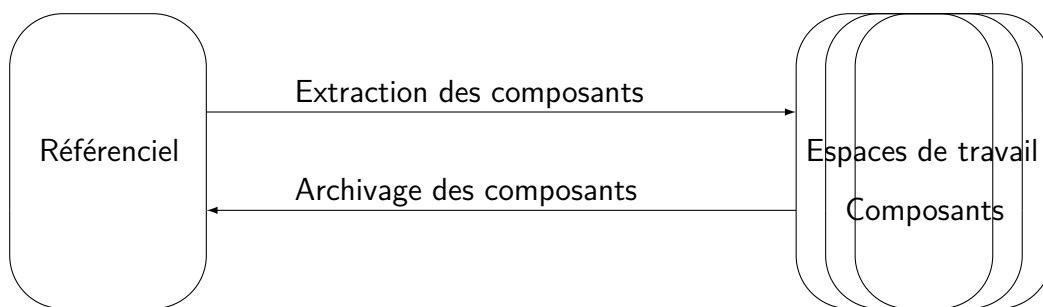 Extraction des composants
Référenciel
Espaces de travail
Archivage des composants
Composants